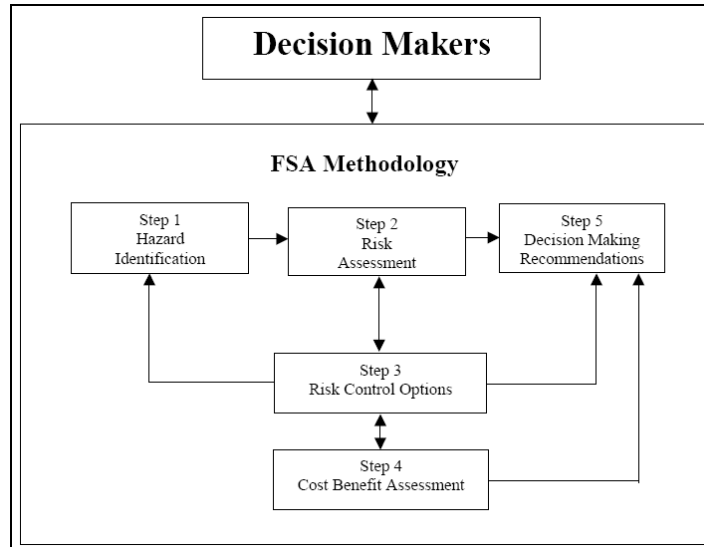 Decision Makers
FSA Methodology
Step 1
Hazard
Identification
Step 2
Risk
Assessment
Step 5
Decision Making
Recommendations
Step 3
Risk Control Options
Step 4
Cost Benefit Assessment